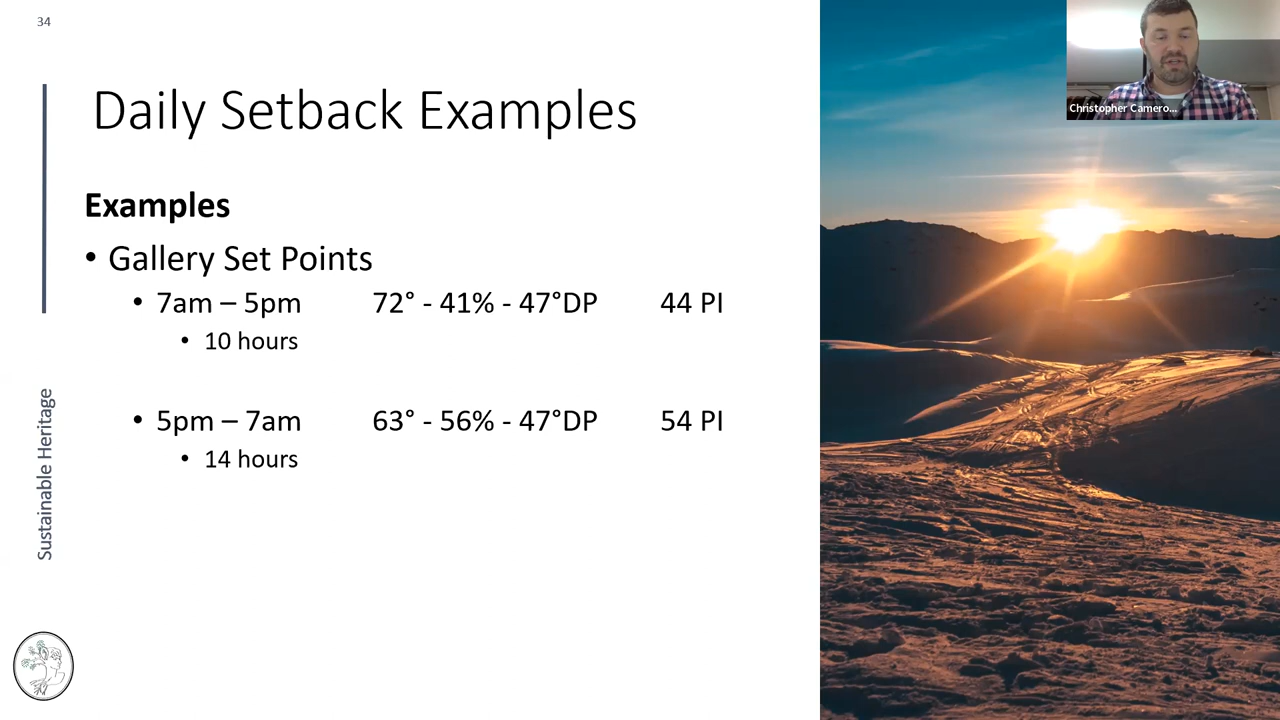 34
Christopher Camero...
Daily Setback Examples
Examples
• Gallery Set Points
• 7am – 5pm 72° - 41% - 47°DP 44 PI
• 10 hours
• 5pm – 7am 63° - 56% - 47°DP 54 PI
• 14 hours
Sustainable Heritage